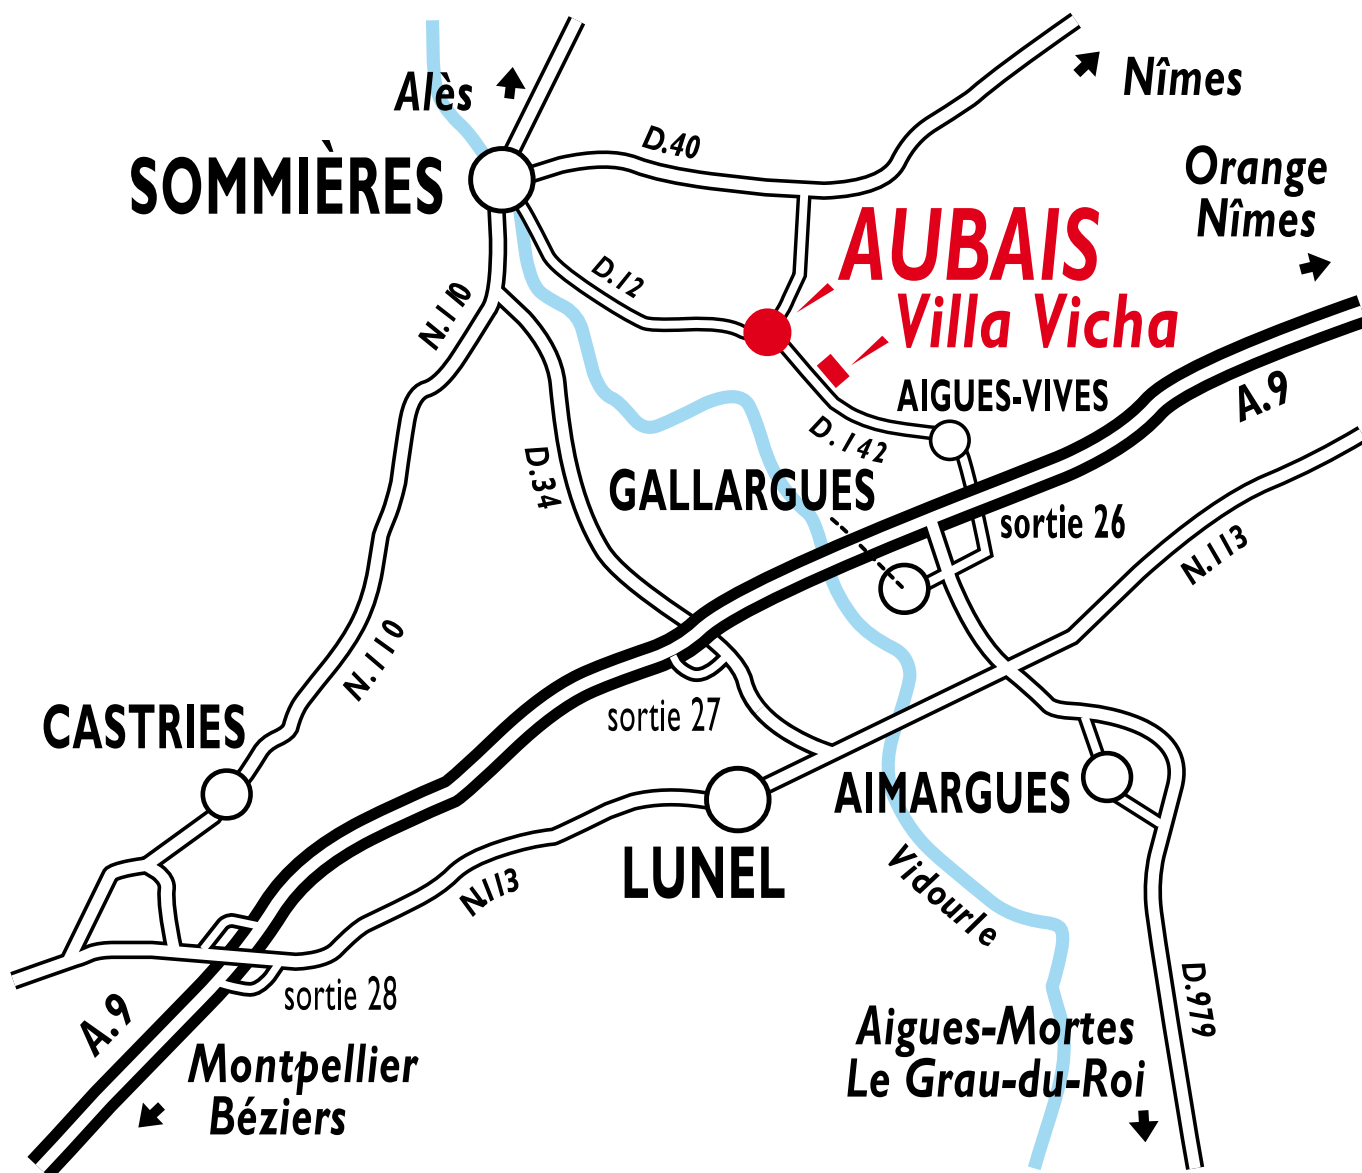 Alès
Nîmes
D.40
SOMMIÈRES
Orange
Nîmes
AUBAIS
Villa Vicha
D.12
N.110
A.9
AIGUES-VIVES
D.142
D.34
GALLARGUES
sortie 26
N.113
N.110
CASTRIES
sortie 27
AIMARGUES
LUNEL
Vidourle
N.113
D.979
sortie 28
A.9
Aigues-Mortes
Le Grau-du-Roi
Montpellier
Béziers